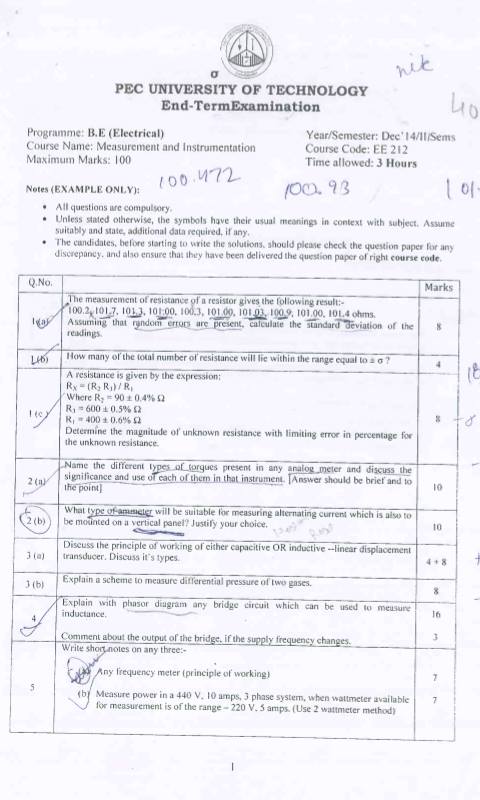 nik
40
σ
PEC UNIVERSITY OF TECHNOLOGY
End-TermExamination
Programme: B.E (Electrical)
Year/Semester: Dec'14/II/Sems
Course Name: Measurement and Instrumentation
Course Code: EE 212
Maximum Marks: 100
Time allowed: 3 Hours
100.472
100.93
Notes (EXAMPLE ONLY):
• All questions are compulsory.
• Unless stated otherwise, the symbols have their usual meanings in context with subject. Assume
suitably and state, additional data required, if any.
• The candidates, before starting to write the solutions, should please check the question paper for any
discrepancy, and also ensure that they have been delivered the question paper of right course code.
Q.No.
Marks
1(a)
The measurement of resistance of a resistor gives the following result:-
100.2, 101.7, 101.3, 101.00, 100.3, 101.00, 101.03, 100.9, 101.00, 101.4 ohms.
Assuming that random errors are present, calculate the standard deviation of the
readings.
8
1(b)
How many of the total number of resistance will lie within the range equal to ± σ ?
4
1 (c)
A resistance is given by the expression:
RX = (R2 R3) / R1
Where R2 = 90 ± 0.4% Ω
R3 = 600 ± 0.5% Ω
R1 = 400 ± 0.6% Ω
Determine the magnitude of unknown resistance with limiting error in percentage for
the unknown resistance.
8
2 (a)
Name the different types of torques present in any analog meter and discuss the
significance and use of each of them in that instrument. [Answer should be brief and to
the point]
10
2 (b)
What type of ammeter will be suitable for measuring alternating current which is also to
be mounted on a vertical panel? Justify your choice.
10
3 (a)
Discuss the principle of working of either capacitive OR inductive --linear displacement
transducer. Discuss it's types.
4 + 8
3 (b)
Explain a scheme to measure differential pressure of two gases.
8
4
Explain with phasor diagram any bridge circuit which can be used to measure
inductance.
16
Comment about the output of the bridge, if the supply frequency changes.
3
5
Write short notes on any three:-
Any frequency meter (principle of working)
7
(b) Measure power in a 440 V, 10 amps, 3 phase system, when wattmeter available
for measurement is of the range – 220 V, 5 amps. (Use 2 wattmeter method)
7
1